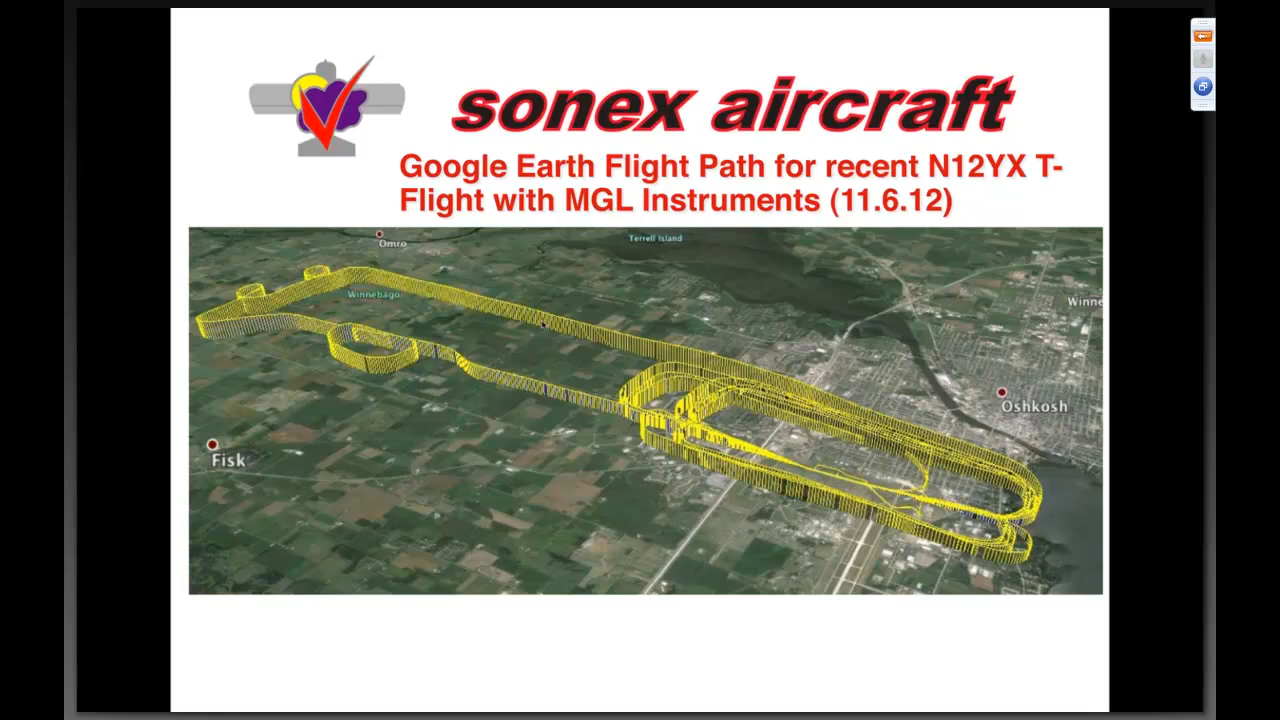 sonex aircraft
Google Earth Flight Path for recent N12YX T-
Flight with MGL Instruments (11.6.12)
Terrell Island
Omro
Winnebago
Winne
Oshkosh
Fisk